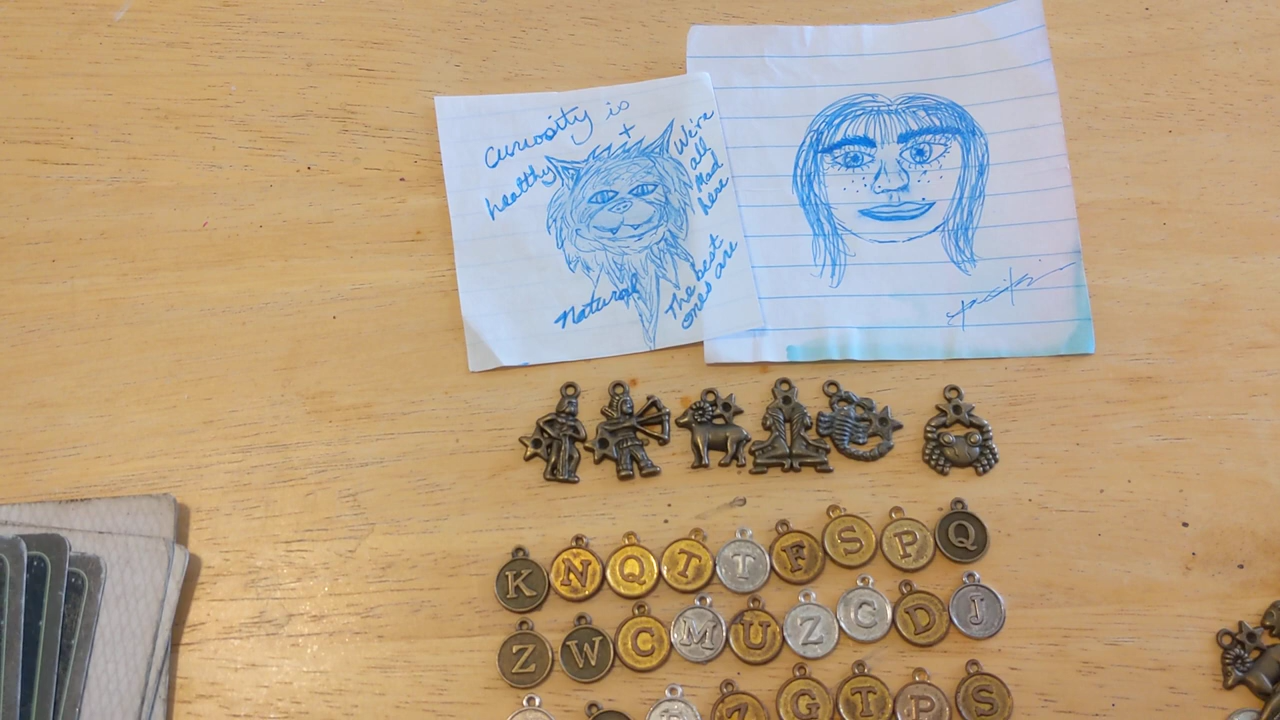 Curiosity is
healthy +
Natural
We're
all
Mad
here
The best
ones are
K N Q T T F S P Q
Z W C M U Z C D J
Z G T P S